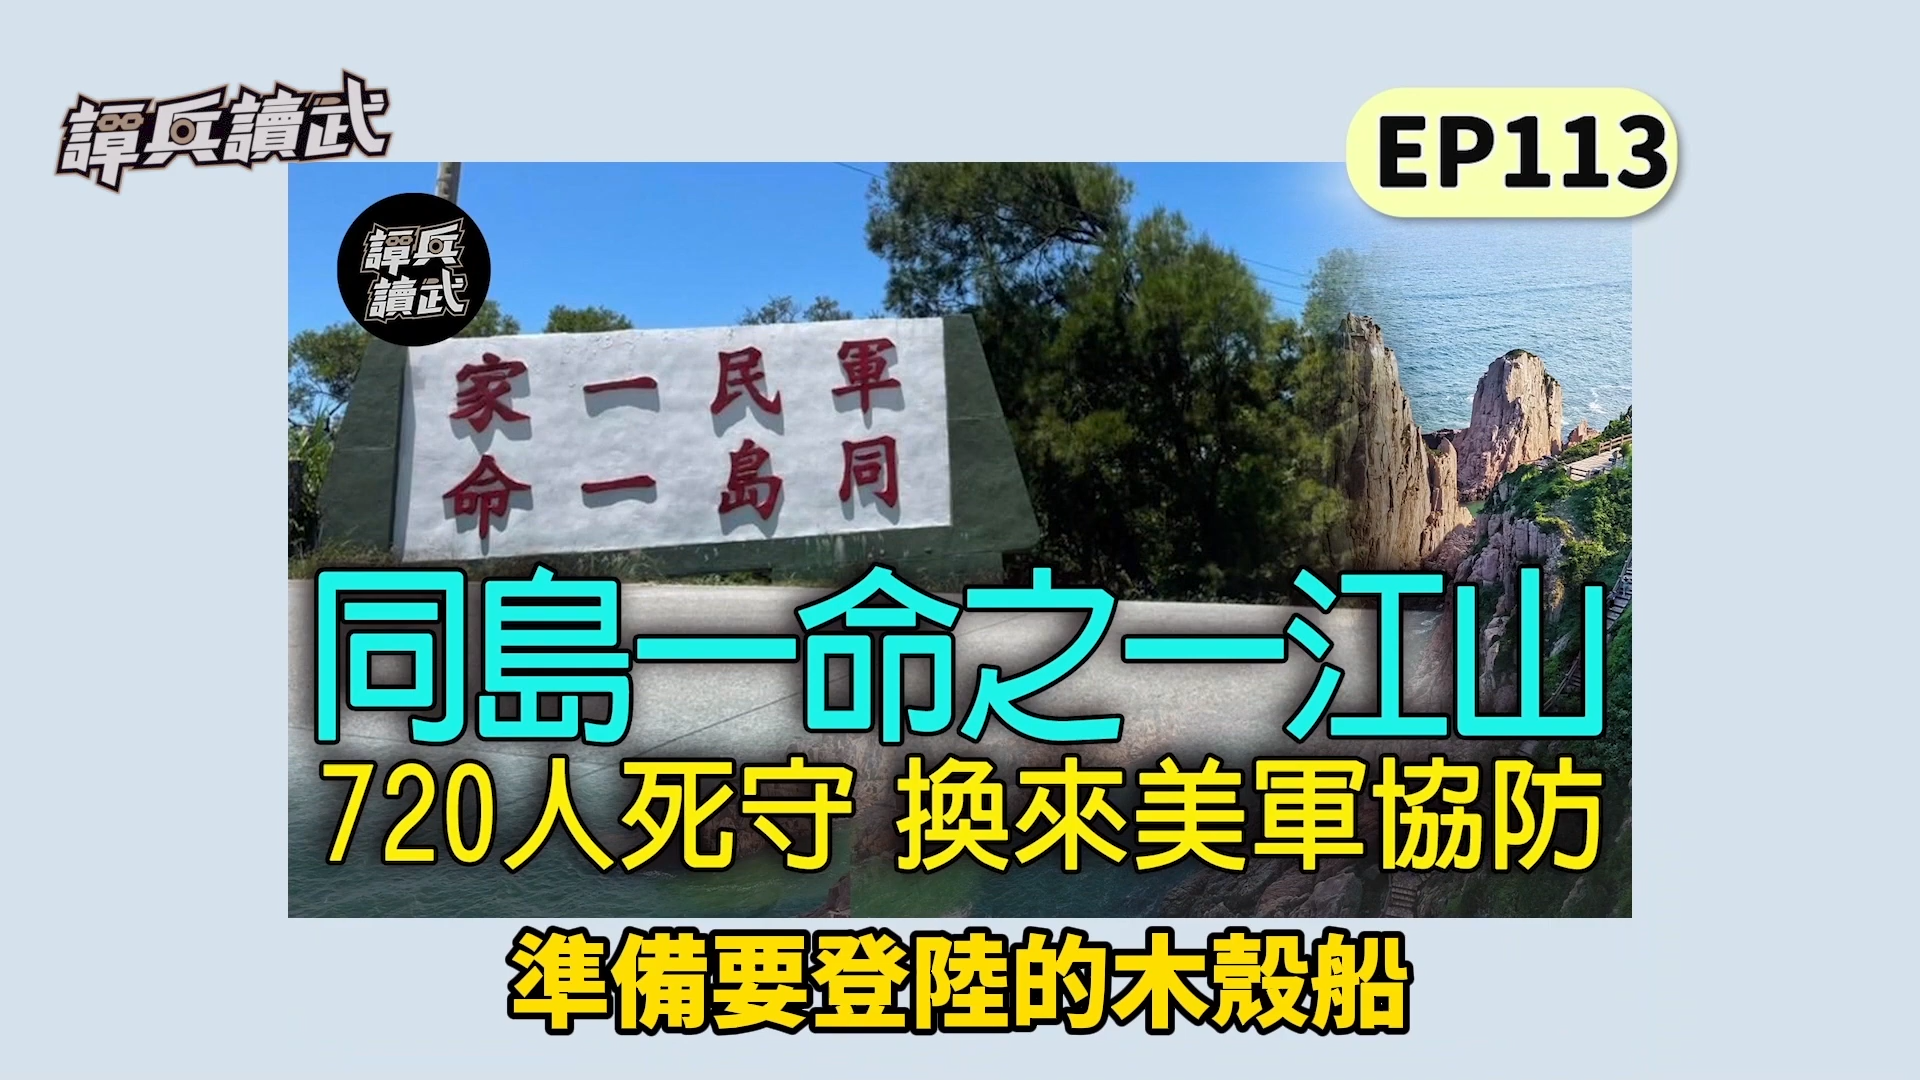 譚兵讀武
EP113
譚兵
讀武
軍民一家
同島一命
同島一命之一江山
720人死守 換來美軍協防
準備要登陸的木殼船